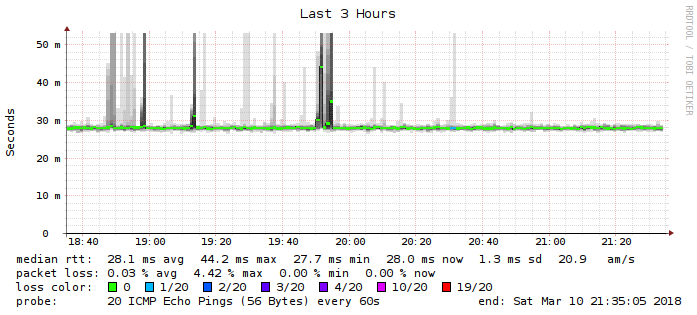 Last 3 Hours
RRDTOOL / TOBI OETIKER
Seconds
50 m
40 m
30 m
20 m
10 m
0
18:40 19:00 19:20 19:40 20:00 20:20 20:40 21:00 21:20
median rtt: 28.1 ms avg 44.2 ms max 27.7 ms min 28.0 ms now 1.3 ms sd 20.9 am/s
packet loss: 0.03 % avg 4.42 % max 0.00 % min 0.00 % now
loss color: 0 1/20 2/20 3/20 4/20 10/20 19/20
probe: 20 ICMP Echo Pings (56 Bytes) every 60s end: Sat Mar 10 21:35:05 2018